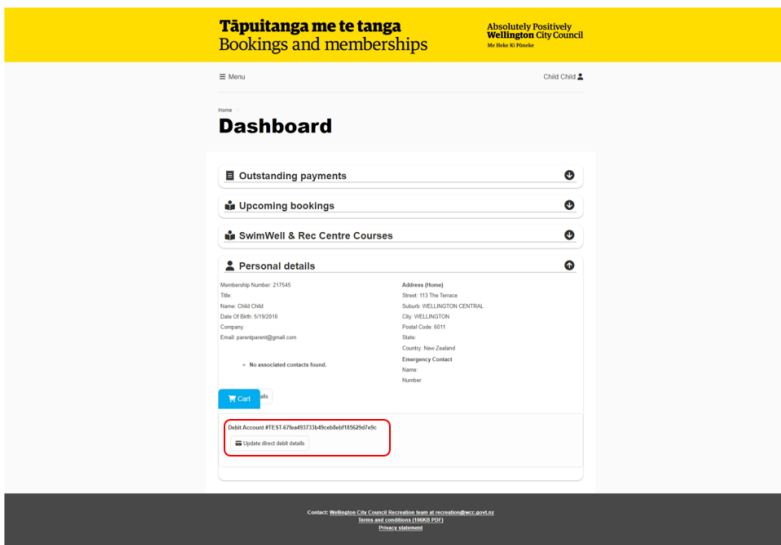 Tāpuitanga me te tanga
Bookings and memberships
Absolutely Positively
Wellington City Council
Me Heke Ki Pōneke
Menu
Child Child
Home
Dashboard
Outstanding payments
Upcoming bookings
SwimWell & Rec Centre Courses
Personal details
Membership Number: 217545
Title:
Name: Child Child
Date Of Birth: 5/19/2016
Company:
Email: parentparent@gmail.com
No associated contacts found.
Address (Home)
Street: 113 The Terrace
Suburb: WELLINGTON CENTRAL
City: WELLINGTON
Postal Code: 6011
State:
Country: New Zealand
Emergency Contact
Name:
Number:
Cart
ails
Update direct debit details
Contact: Wellington City Council Recreation team at recreation@wcc.govt.nz
Terms and conditions (106KB PDF)
Privacy statement